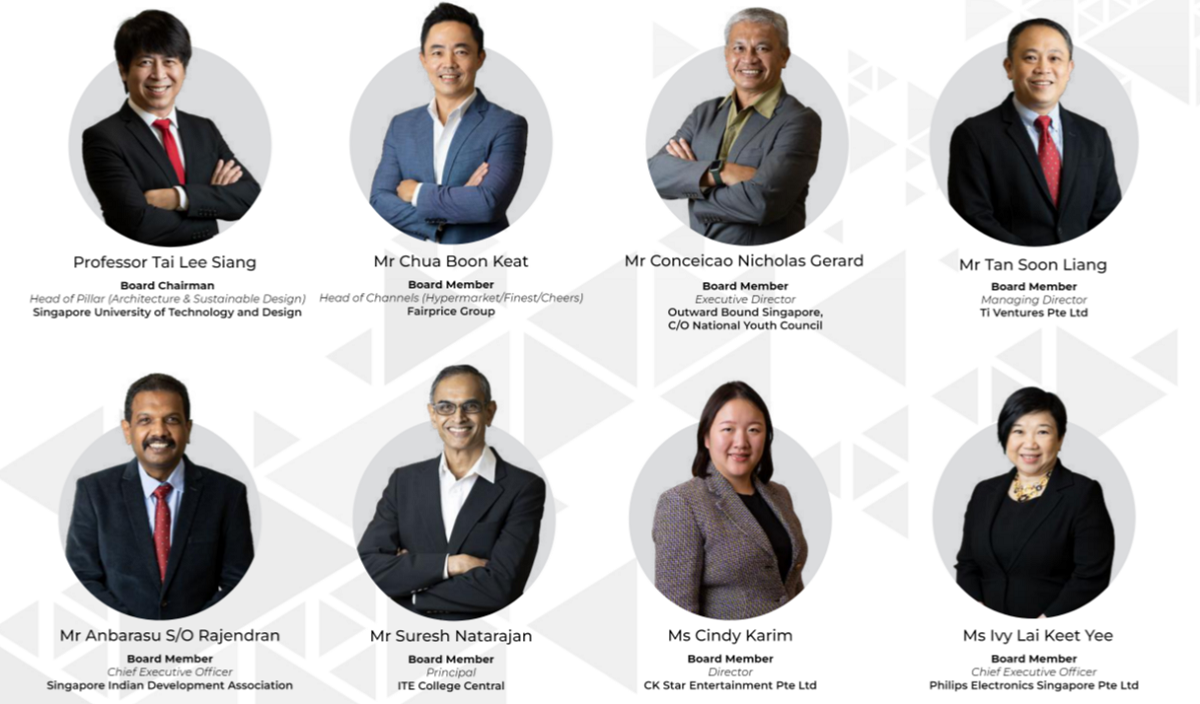 Professor Tai Lee Siang
Board Chairman
Head of Pillar (Architecture & Sustainable Design)
Singapore University of Technology and Design
Mr Chua Boon Keat
Board Member
Head of Channels (Hypermarket/Finest/Cheers)
Fairprice Group
Mr Conceicao Nicholas Gerard
Board Member
Executive Director
Outward Bound Singapore,
C/O National Youth Council
Mr Tan Soon Liang
Board Member
Managing Director
Ti Ventures Pte Ltd
Mr Anbarasu S/O Rajendran
Board Member
Chief Executive Officer
Singapore Indian Development Association
Mr Suresh Natarajan
Board Member
Principal
ITE College Central
Ms Cindy Karim
Board Member
Director
CK Star Entertainment Pte Ltd
Ms Ivy Lai Keet Yee
Board Member
Chief Executive Officer
Philips Electronics Singapore Pte Ltd